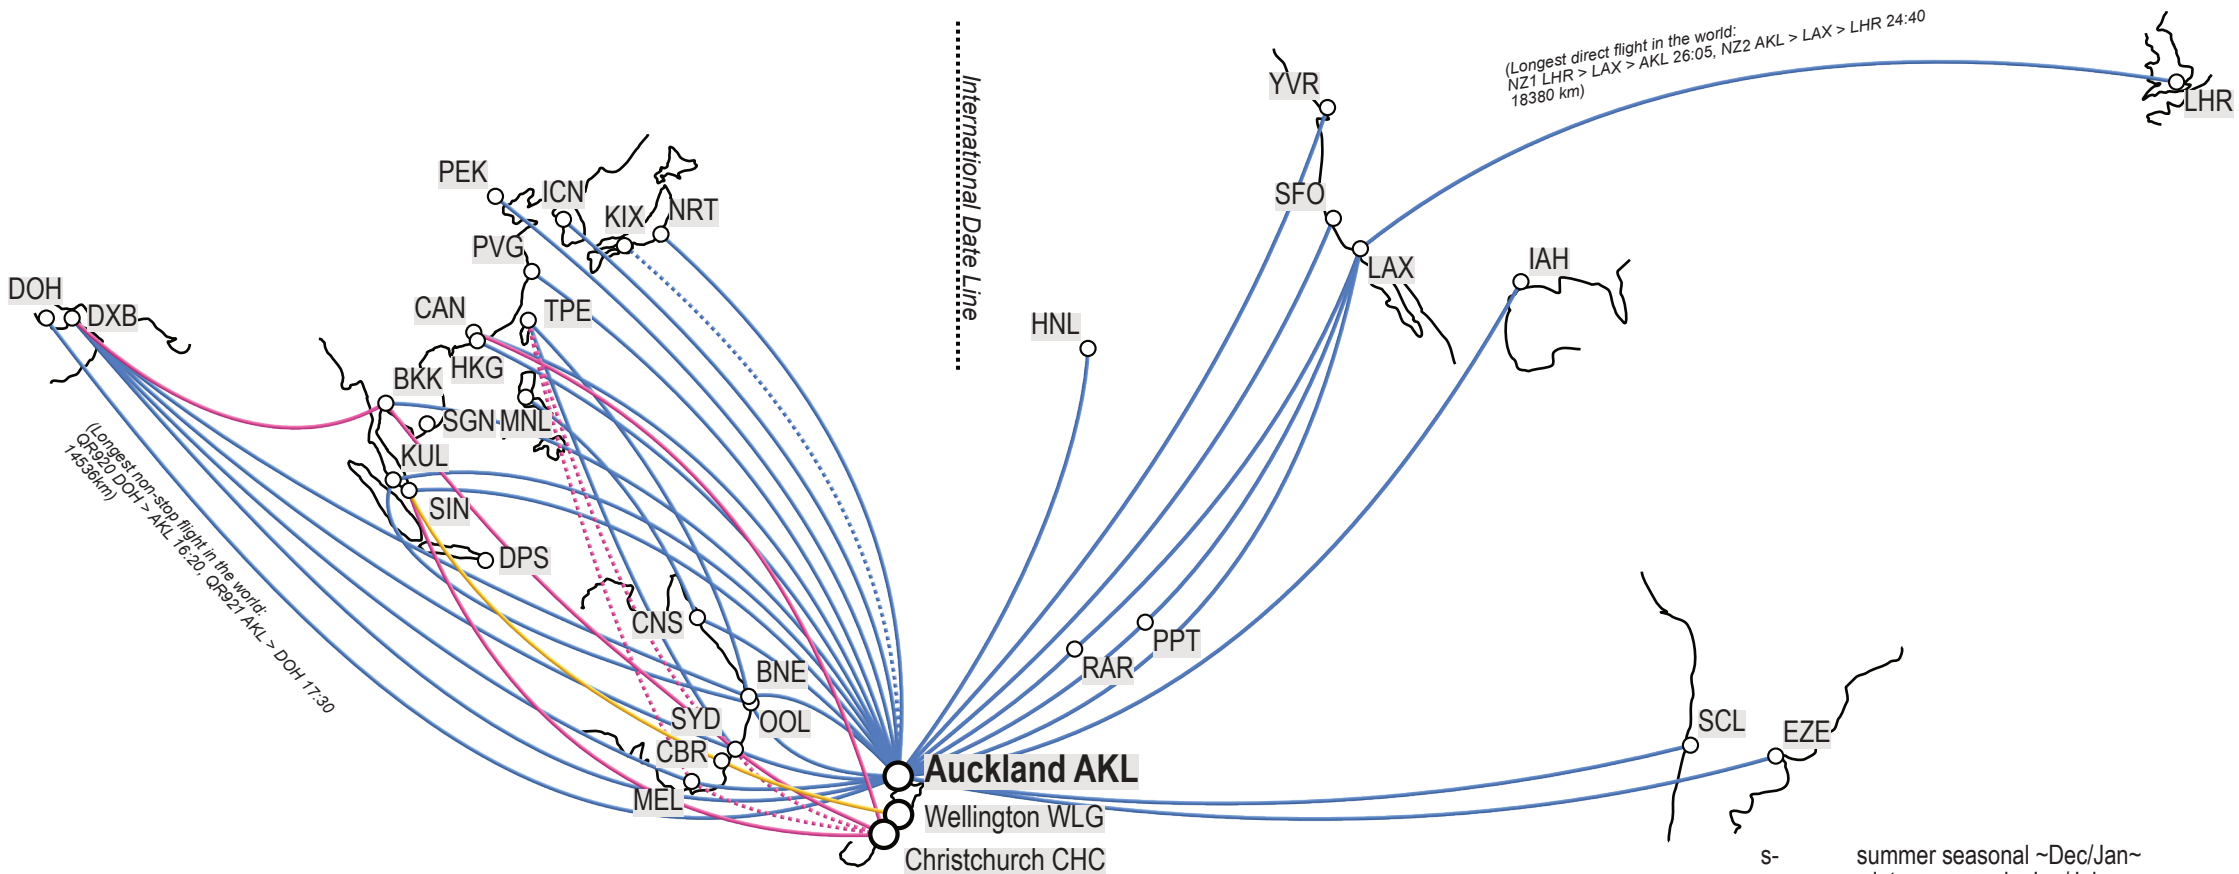 (Longest direct flight in the world:
NZ1 LHR > LAX > AKL 26:05, NZ2 AKL > LAX > LHR 24:40
18380 km)
LHR
International Date Line
YVR
SFO
LAX
IAH
HNL
PEK
ICN
KIX
NRT
PVG
DOH
DXB
CAN
TPE
HKG
BKK
SGN
MNL
KUL
SIN
DPS
(Longest non-stop flight in the world:
QR920 DOH > AKL 16:20, QR921 AKL > DOH 17:30
14536km)
CNS
BNE
OOL
SYD
CBR
MEL
RAR
PPT
SCL
EZE
Auckland AKL
Wellington WLG
Christchurch CHC
s- summer seasonal ~Dec/Jan~